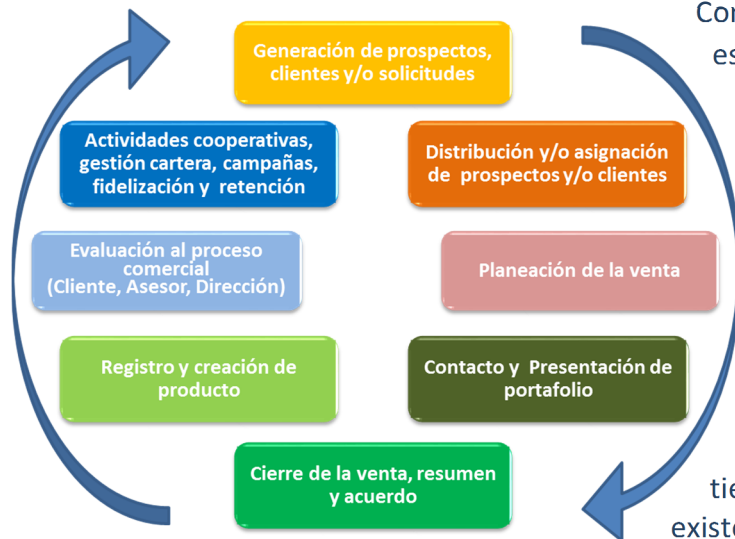 Generación de prospectos,
clientes y/o solicitudes
Distribución y/o asignación
de prospectos y/o clientes
Planeación de la venta
Contacto y Presentación de
portafolio
Cierre de la venta, resumen
y acuerdo
Registro y creación de
producto
Evaluación al proceso
comercial
(Cliente, Asesor, Dirección)
Actividades cooperativas,
gestión cartera, campañas,
fidelización y retención